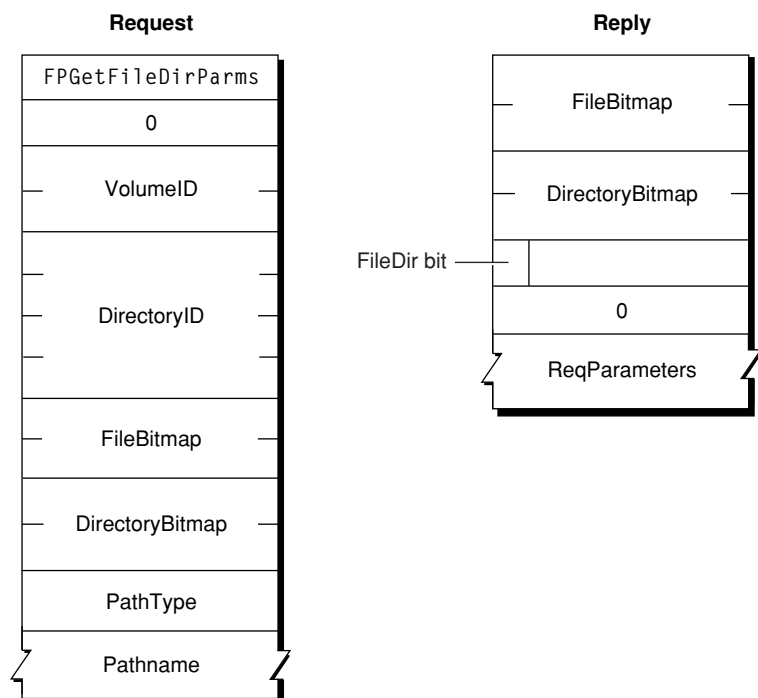 Request
FPGetFileDirParms
0
VolumeID
DirectoryID
FileBitmap
DirectoryBitmap
PathType
Pathname
Reply
FileBitmap
DirectoryBitmap
FileDir bit
0
ReqParameters